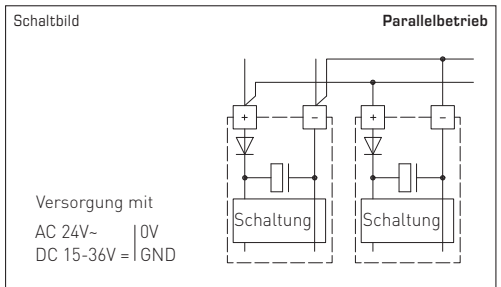 Schaltbild Parallelbetrieb
+ – + –
Schaltung Schaltung
Versorgung mit
AC 24V~ | 0V
DC 15-36V = | GND